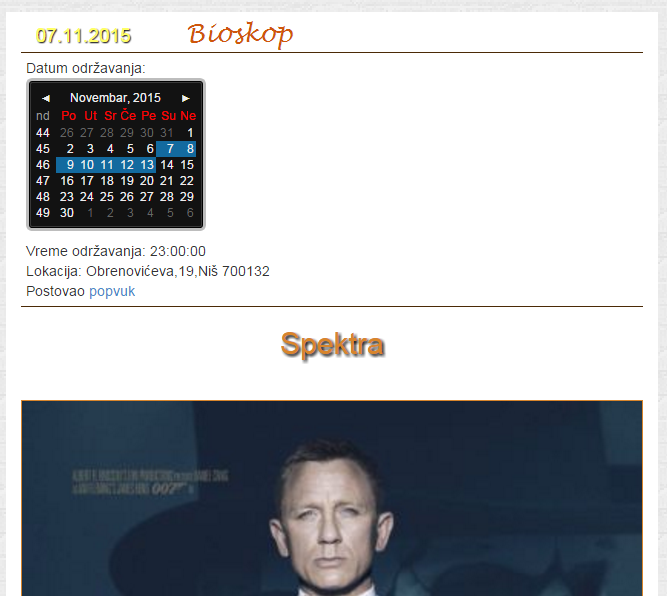 07.11.2015 Bioskop
Datum održavanja:
◄ Novembar, 2015 ►
nd Po Ut Sr Če Pe Su Ne
44 26 27 28 29 30 31 1
45 2 3 4 5 6 7 8
46 9 10 11 12 13 14 15
47 16 17 18 19 20 21 22
48 23 24 25 26 27 28 29
49 30 1 2 3 4 5 6
Vreme održavanja: 23:00:00
Lokacija: Obrenovićeva,19,Niš 700132
Postovao popvuk
Spektra
007